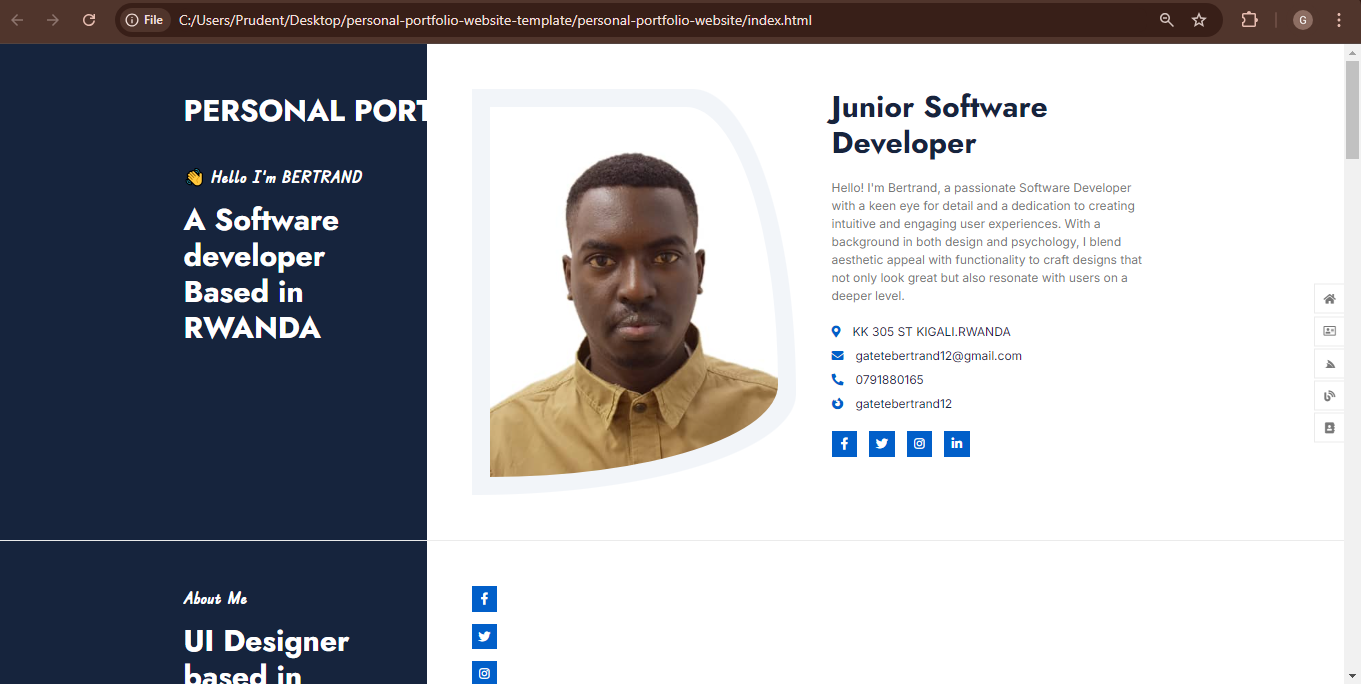 File C:/Users/Prudent/Desktop/personal-portfolio-website-template/personal-portfolio-website/index.html
G
PERSONAL PORT
Hello I'm BERTRAND
A Software
developer
Based in
RWANDA
Junior Software
Developer
Hello! I'm Bertrand, a passionate Software Developer
with a keen eye for detail and a dedication to creating
intuitive and engaging user experiences. With a
background in both design and psychology, I blend
aesthetic appeal with functionality to craft designs that
not only look great but also resonate with users on a
deeper level.
KK 305 ST KIGALI.RWANDA
gatetebertrand12@gmail.com
0791880165
gatetebertrand12
About Me
UI Designer
based in